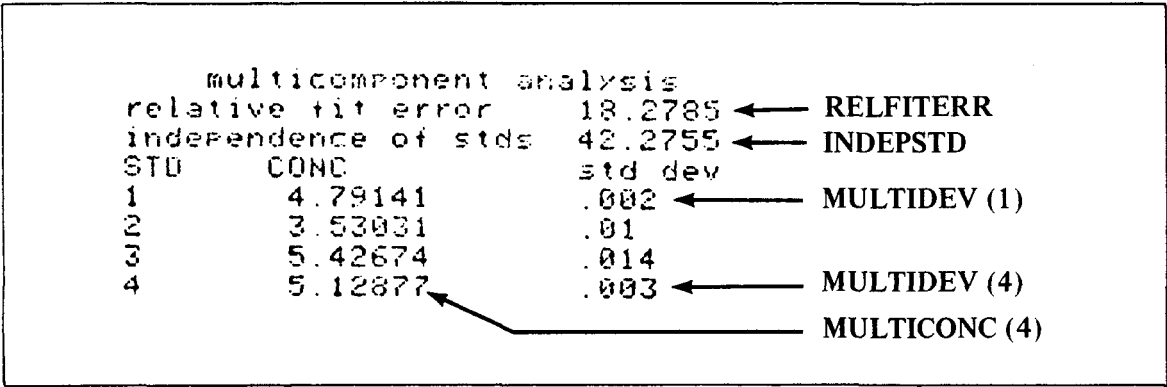 multicomponent analysis
relative fit error 18.2785 RELFITERR
independence of stds 42.2755 INDEPSTD
STD CONC std dev
1 4.79141 .002 MULTIDEV (1)
2 3.53031 .01
3 5.42674 .014
4 5.12877 .003 MULTIDEV (4)
MULTICONC (4)